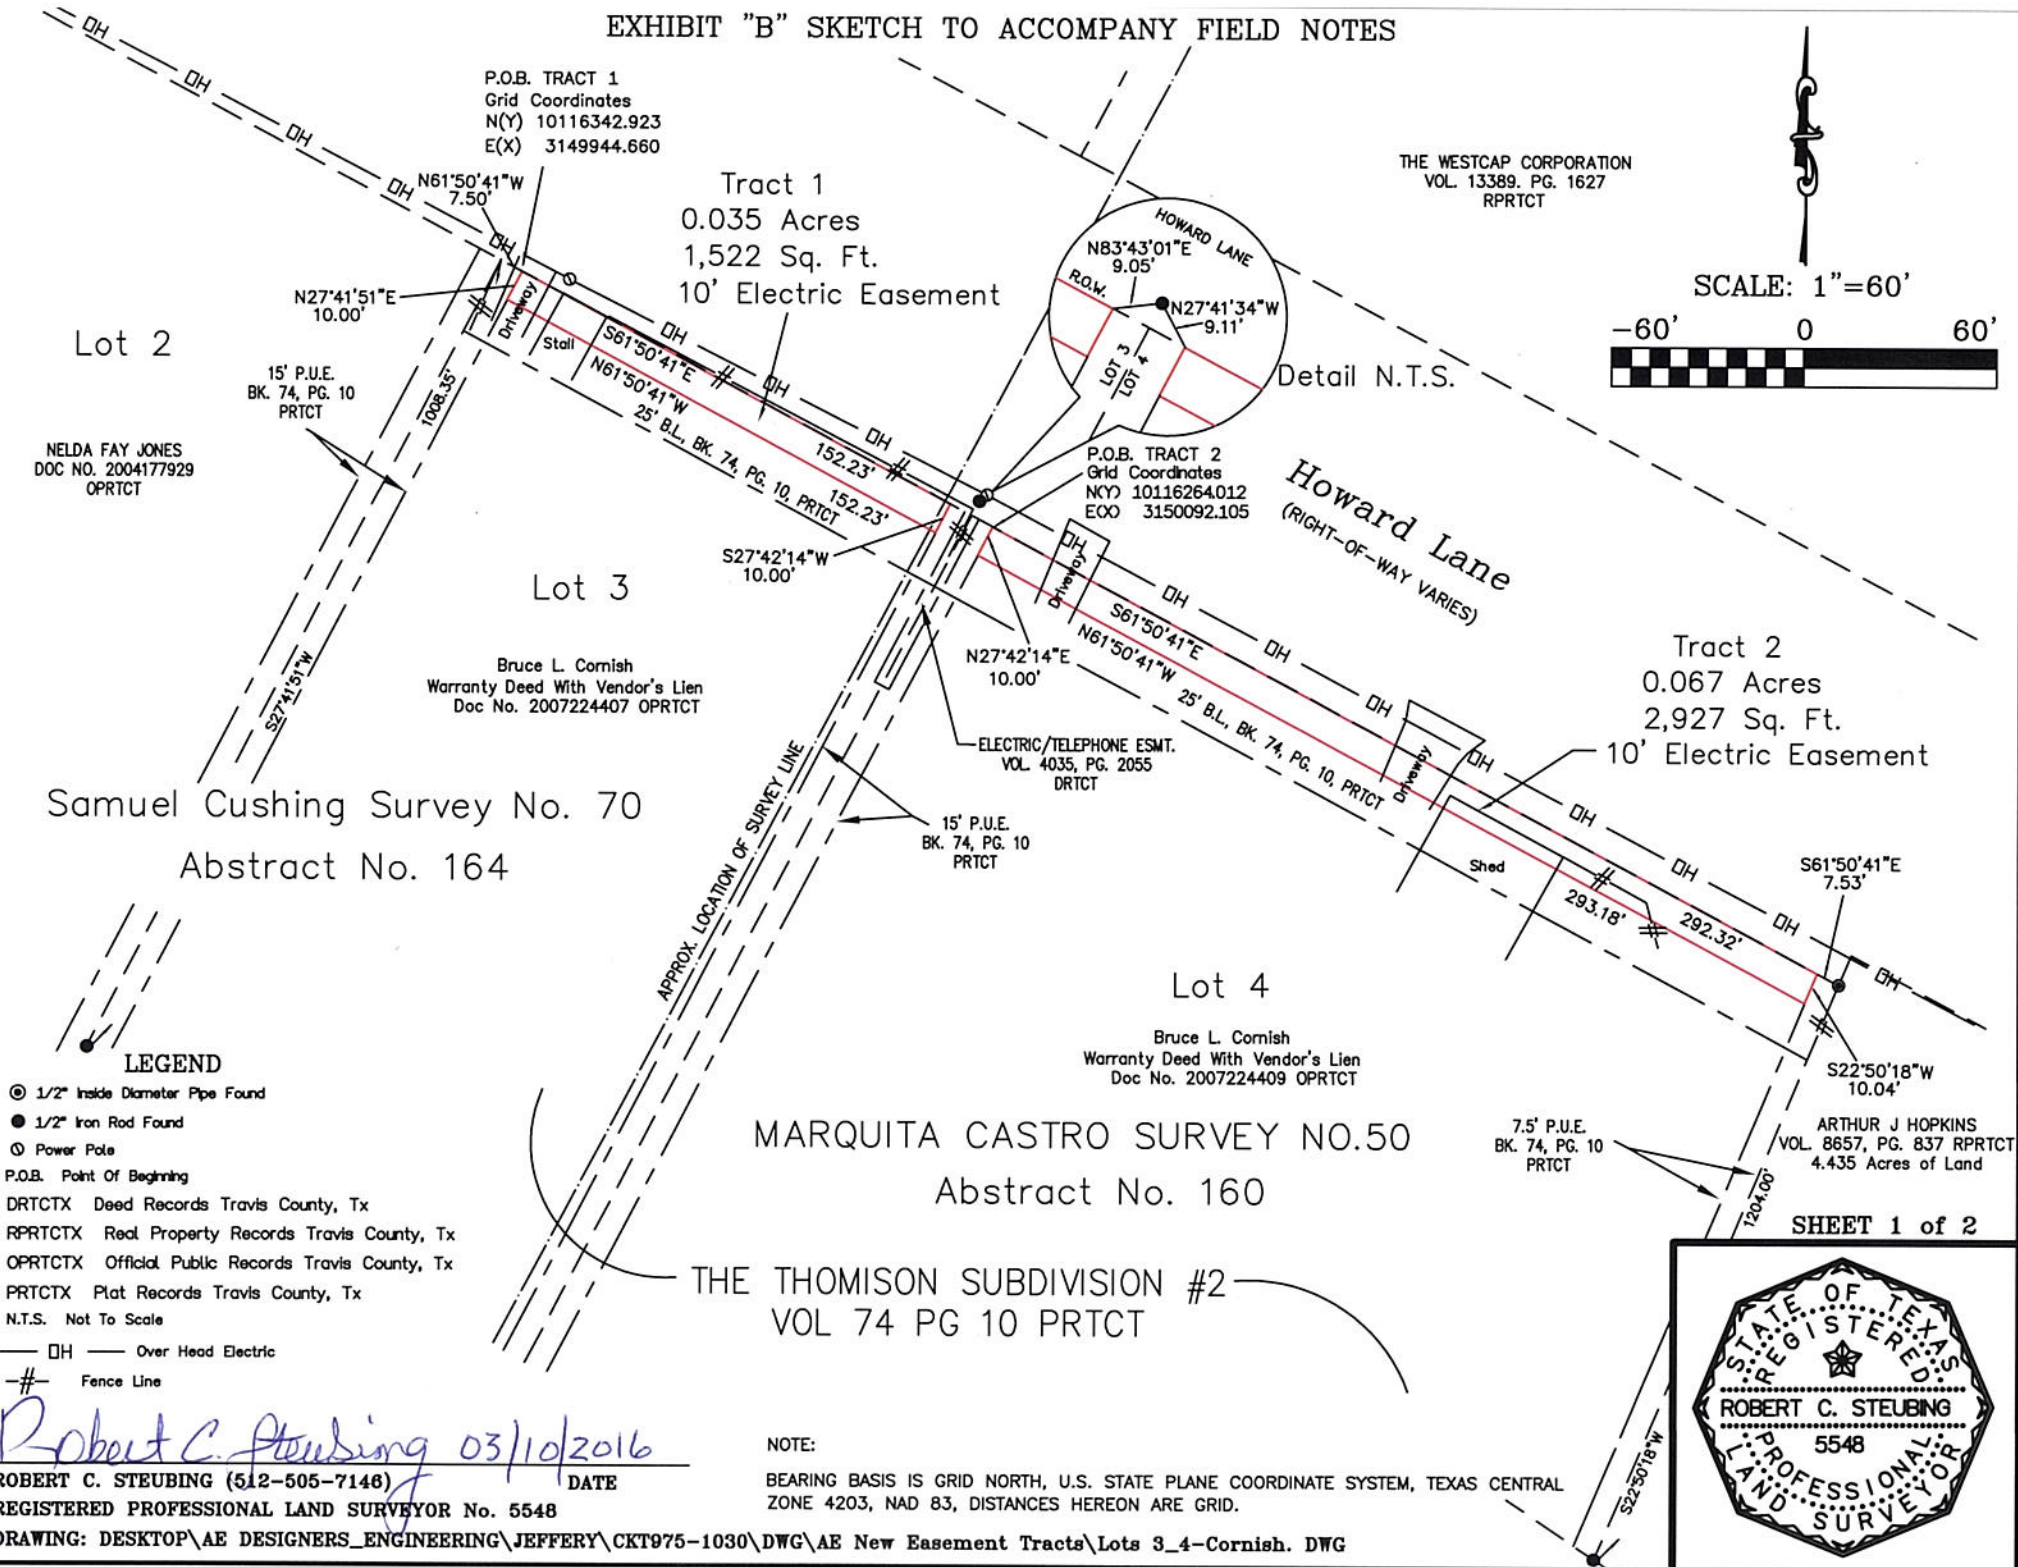 EXHIBIT "B" SKETCH TO ACCOMPANY FIELD NOTES
P.O.B. TRACT 1
Grid Coordinates
N(Y) 10116342.923
E(X) 3149944.660
N61°50'41"W
7.50'
Tract 1
0.035 Acres
1,522 Sq. Ft.
10' Electric Easement
THE WESTCAP CORPORATION
VOL. 13389. PG. 1627
RPRTCT
SCALE: 1"=60'
-60' 0 60'
HOWARD LANE
N83°43'01"E
9.05'
R.O.W.
N27°41'34"W
9.11'
LOT 3
LOT 4
Detail N.T.S.
N27°41'51"E
10.00'
Driveway
Stall
S61°50'41"E
N61°50'41"W
25' B.L., BK. 74, PG. 10, PRTCT
152.23'
152.23'
OH
OH
OH
OH
OH
OH
OH
OH
Lot 2
15' P.U.E.
BK. 74, PG. 10
PRTCT
1008.35'
NELDA FAY JONES
DOC NO. 2004177929
OPRTCT
P.O.B. TRACT 2
Grid Coordinates
N(Y) 10116264.012
E(X) 3150092.105
Howard Lane
(RIGHT-OF-WAY VARIES)
S27°42'14"W
10.00'
Lot 3
Bruce L. Cornish
Warranty Deed With Vendor's Lien
Doc No. 2007224407 OPRTCT
S27°41'51"W
N27°42'14"E
10.00'
OH
Driveway
S61°50'41"E
N61°50'41"W
25' B.L., BK. 74, PG. 10, PRTCT
OH
OH
OH
OH
OH
OH
OH
OH
Tract 2
0.067 Acres
2,927 Sq. Ft.
10' Electric Easement
ELECTRIC/TELEPHONE ESMT.
VOL. 4035, PG. 2055
DRTCT
15' P.U.E.
BK. 74, PG. 10
PRTCT
APPROX. LOCATION OF SURVEY LINE
Driveway
Shed
293.18'
292.32'
S61°50'41"E
7.53'
Samuel Cushing Survey No. 70
Abstract No. 164
Lot 4
Bruce L. Cornish
Warranty Deed With Vendor's Lien
Doc No. 2007224409 OPRTCT
S22°50'18"W
10.04'
ARTHUR J HOPKINS
VOL. 8657, PG. 837 RPRTCT
4.435 Acres of Land
7.5' P.U.E.
BK. 74, PG. 10
PRTCT
1204.00'
MARQUITA CASTRO SURVEY NO.50
Abstract No. 160
THE THOMISON SUBDIVISION #2
VOL 74 PG 10 PRTCT
S22°50'18"W
LEGEND
1/2" Inside Diameter Pipe Found
1/2" Iron Rod Found
Power Pole
P.O.B. Point Of Beginning
DRTCTX Deed Records Travis County, Tx
RPRTCTX Real Property Records Travis County, Tx
OPRTCTX Official Public Records Travis County, Tx
PRTCTX Plat Records Travis County, Tx
N.T.S. Not To Scale
OH Over Head Electric
-#- Fence Line
Robert C. Steubing 03/10/2016
ROBERT C. STEUBING (512-505-7146) DATE
REGISTERED PROFESSIONAL LAND SURVEYOR No. 5548
DRAWING: DESKTOP\AE DESIGNERS_ENGINEERING\JEFFERY\CKT975-1030\DWG\AE New Easement Tracts\Lots 3_4-Cornish. DWG
NOTE:
BEARING BASIS IS GRID NORTH, U.S. STATE PLANE COORDINATE SYSTEM, TEXAS CENTRAL
ZONE 4203, NAD 83, DISTANCES HEREON ARE GRID.
SHEET 1 of 2
STATE OF TEXAS
REGISTERED
ROBERT C. STEUBING
5548
PROFESSIONAL
LAND SURVEYOR